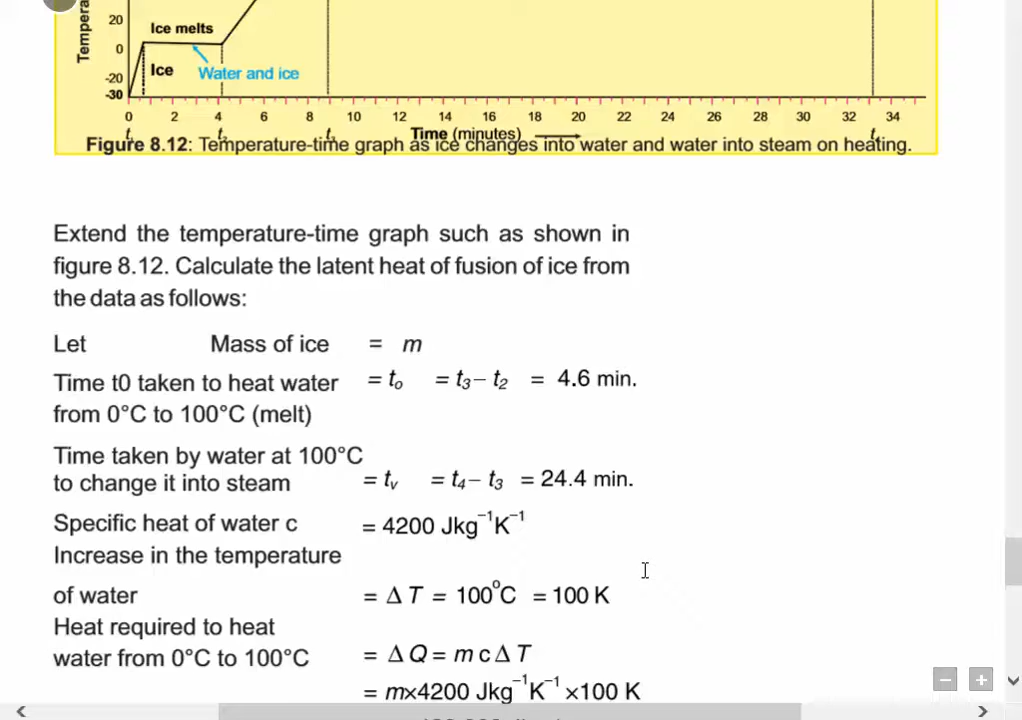 Tempera
20
Ice melts
0
Ice
Water and ice
-20
-30
0 2 4 6 8 10 12 14 16 18 20 22 24 26 28 30 32 34
Time (minutes)
Figure 8.12: Temperature-time graph as ice changes into water and water into steam on heating.
Extend the temperature-time graph such as shown in
figure 8.12. Calculate the latent heat of fusion of ice from
the data as follows:
Let Mass of ice = m
Time t0 taken to heat water = tₒ = t₃– t₂ = 4.6 min.
from 0°C to 100°C (melt)
Time taken by water at 100°C
to change it into steam = tᵥ = t₄– t₃ = 24.4 min.
Specific heat of water c = 4200 Jkg⁻¹K⁻¹
Increase in the temperature
of water = Δ T = 100°C = 100 K
Heat required to heat
water from 0°C to 100°C = Δ Q = m c Δ T
= m×4200 Jkg⁻¹K⁻¹ ×100 K